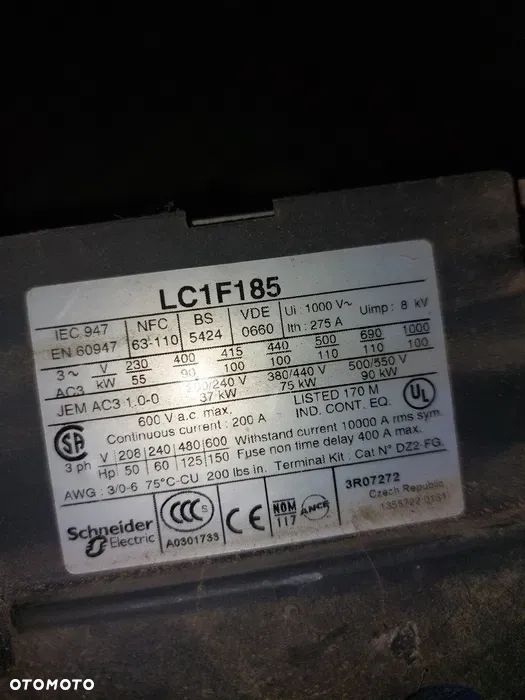 LC1F185
IEC 947
EN 60947
NFC
63-110
BS
5424
VDE
0660
Ui : 1000 V~
Ith : 275 A
Uimp : 8 kV
3~ V 230 400 415 440 500 690 1000
AC3 kW 55 90 100 100 110 110 100
JEM AC3 1.0-0 200/240 V 380/440 V 500/550 V
37 kW 75 kW 90 kW
600 V a.c. max. LISTED 170 M
Continuous current : 200 A IND. CONT. EQ.
SA
UL
3 ph V 208 240 480 600 Withstand current 10000 A rms sym.
Hp 50 60 125 150 Fuse non time delay 400 A max.
AWG : 3/0-6 75°C-CU 200 lbs in. Terminal Kit : Cat N° DZ2-FG.
Schneider
Electric
CCC S
A0301733
CE
NOM
117
ANCE
3R07272
Czech Republic
OTOMOTO